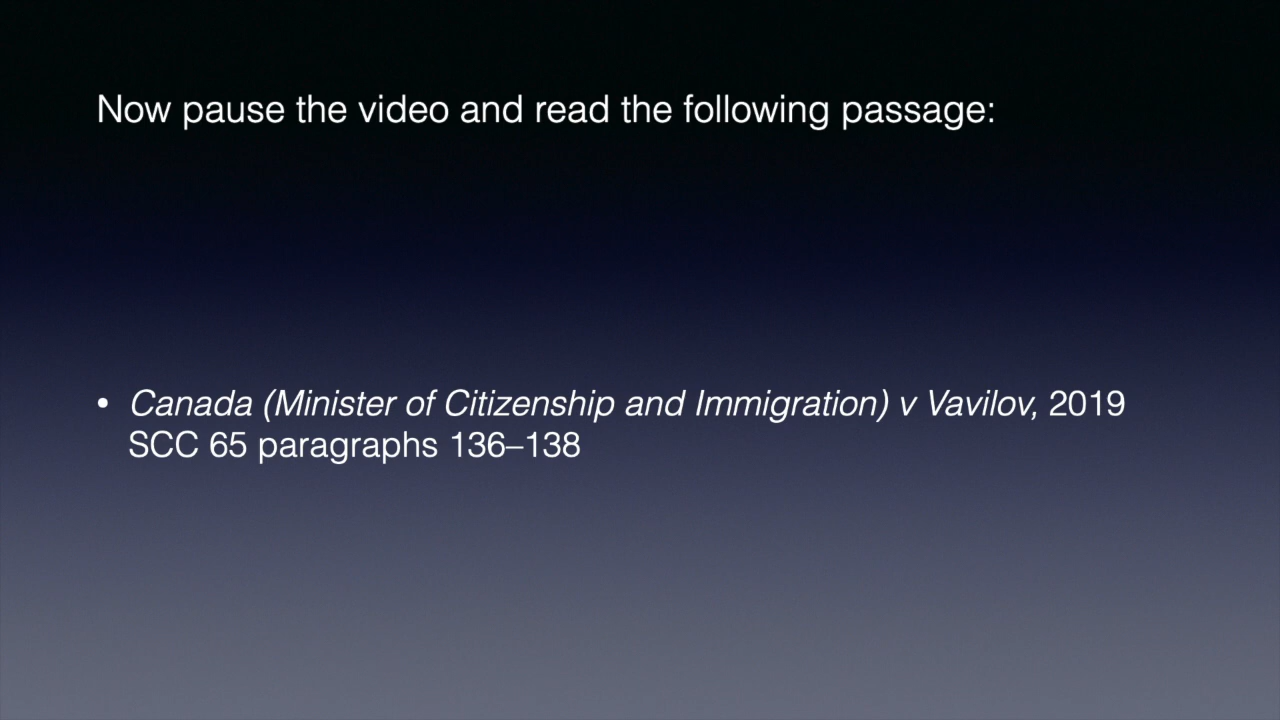 Now pause the video and read the following passage:
• Canada (Minister of Citizenship and Immigration) v Vavilov, 2019
SCC 65 paragraphs 136–138